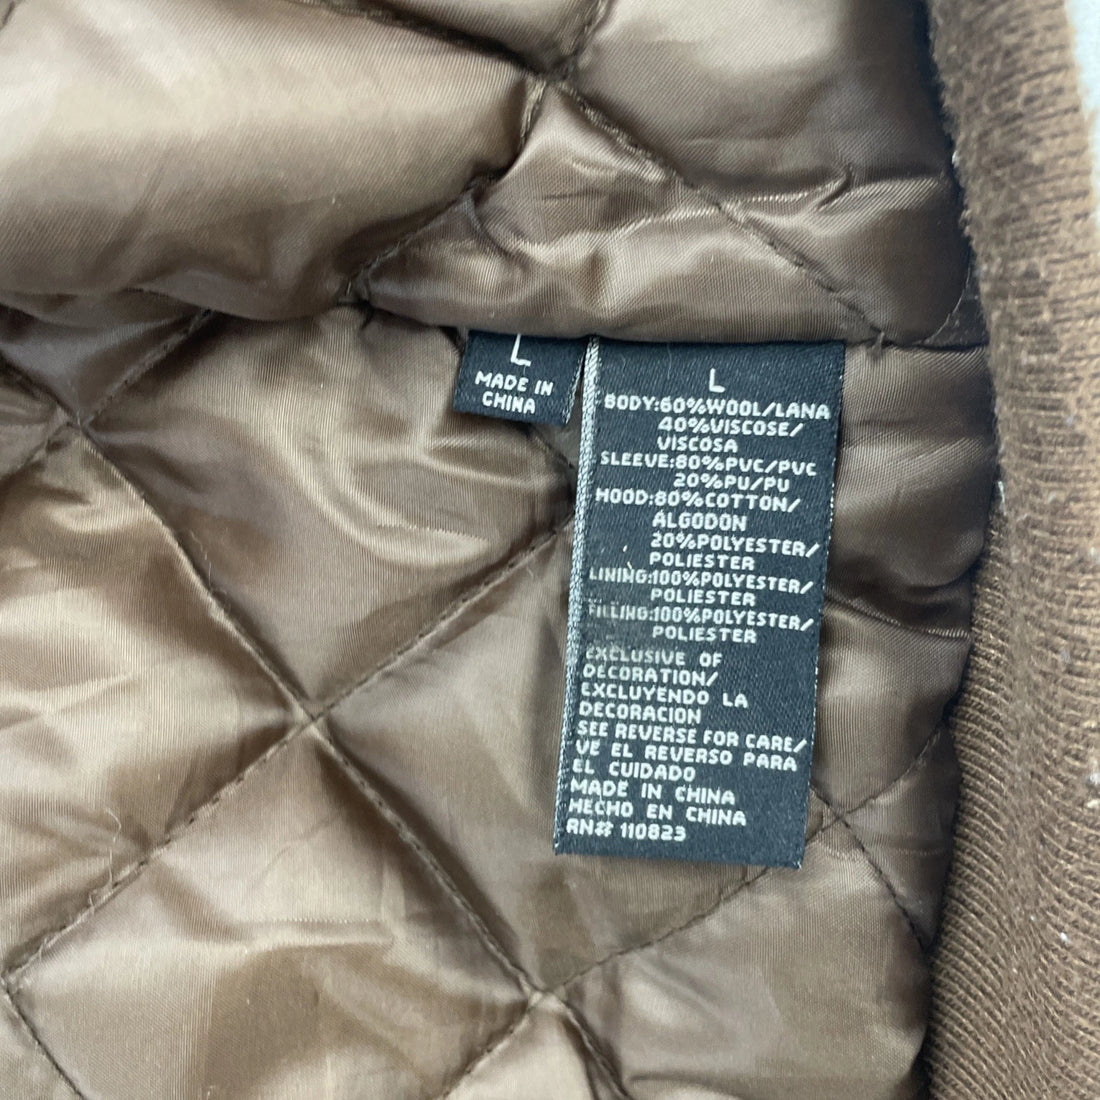 L
MADE IN
CHINA
L
BODY:60%WOOL/LANA
40%VISCOSE/
VISCOSA
SLEEVE:80%PVC/PVC
20%PU/PU
HOOD:80%COTTON/
ALGODON
20%POLYESTER/
POLIESTER
LINING:100%POLYESTER/
POLIESTER
FILLING:100%POLYESTER/
POLIESTER
EXCLUSIVE OF
DECORATION/
EXCLUYENDO LA
DECORACION
SEE REVERSE FOR CARE/
VE EL REVERSO PARA
EL CUIDADO
MADE IN CHINA
HECHO EN CHINA
RN# 110823